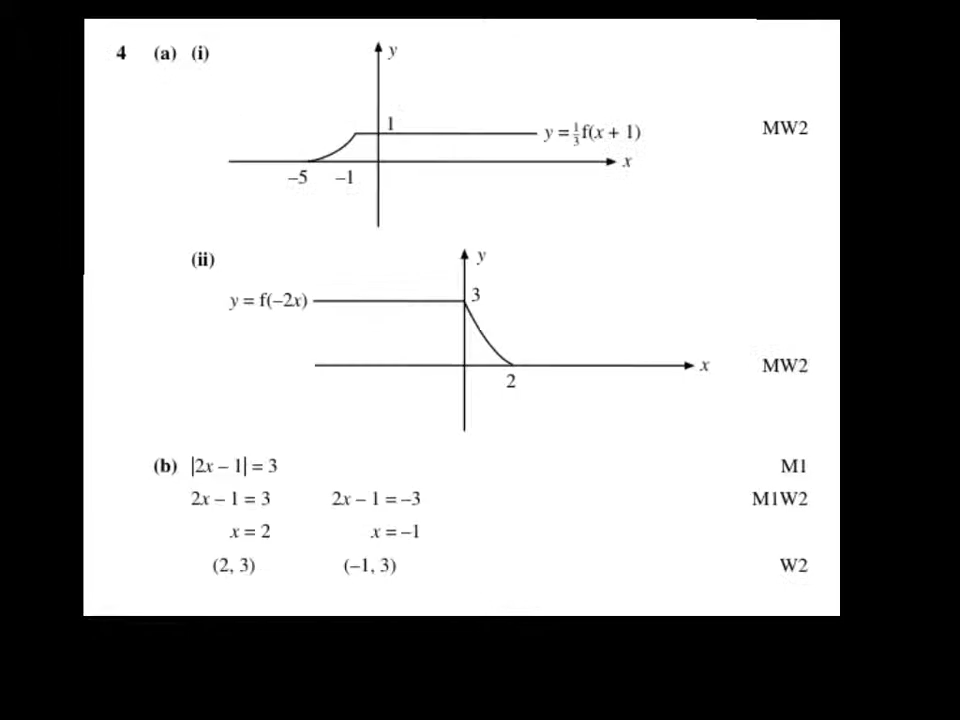 4 (a) (i)
y
1
y = 1/3 f(x + 1)
MW2
x
–5 –1
(ii)
y
y = f(–2x)
3
x
MW2
2
(b) |2x – 1| = 3 M1
2x – 1 = 3 2x – 1 = –3 M1W2
x = 2 x = –1
(2, 3) (–1, 3) W2